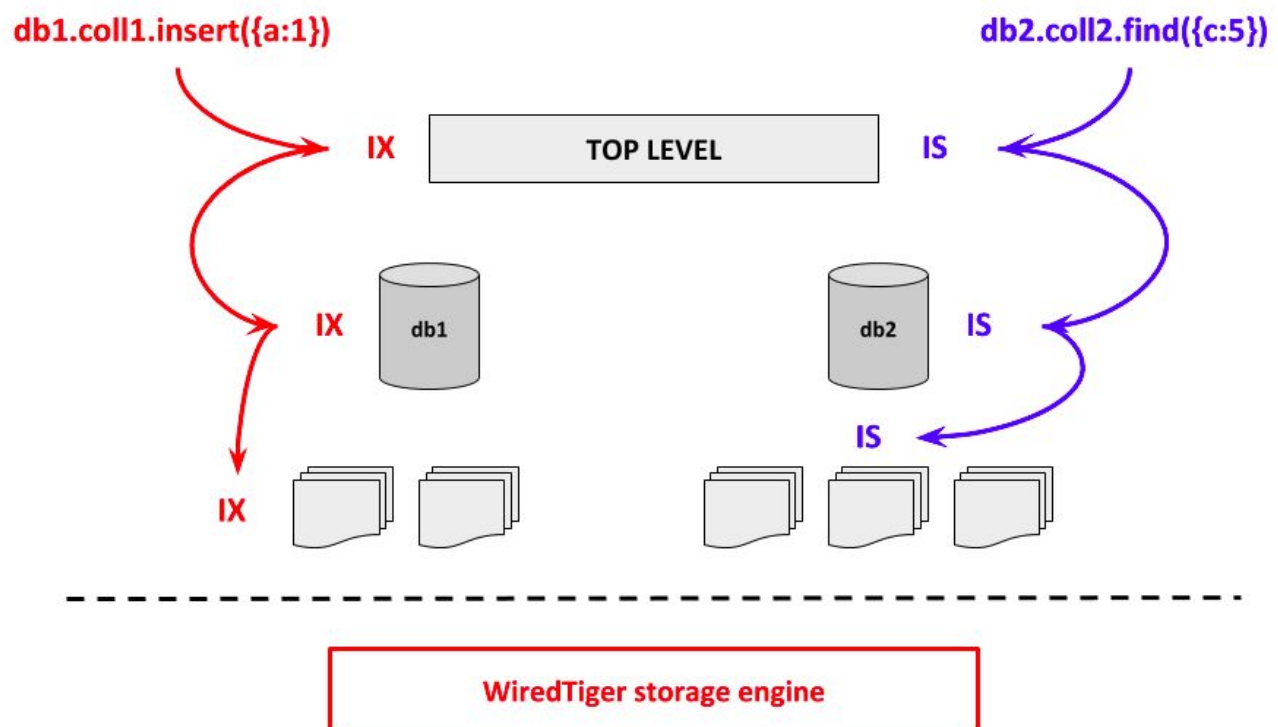 db1.coll1.insert({a:1})
db2.coll2.find({c:5})
IX
TOP LEVEL
IS
IX
db1
db2
IS
IS
IX
WiredTiger storage engine